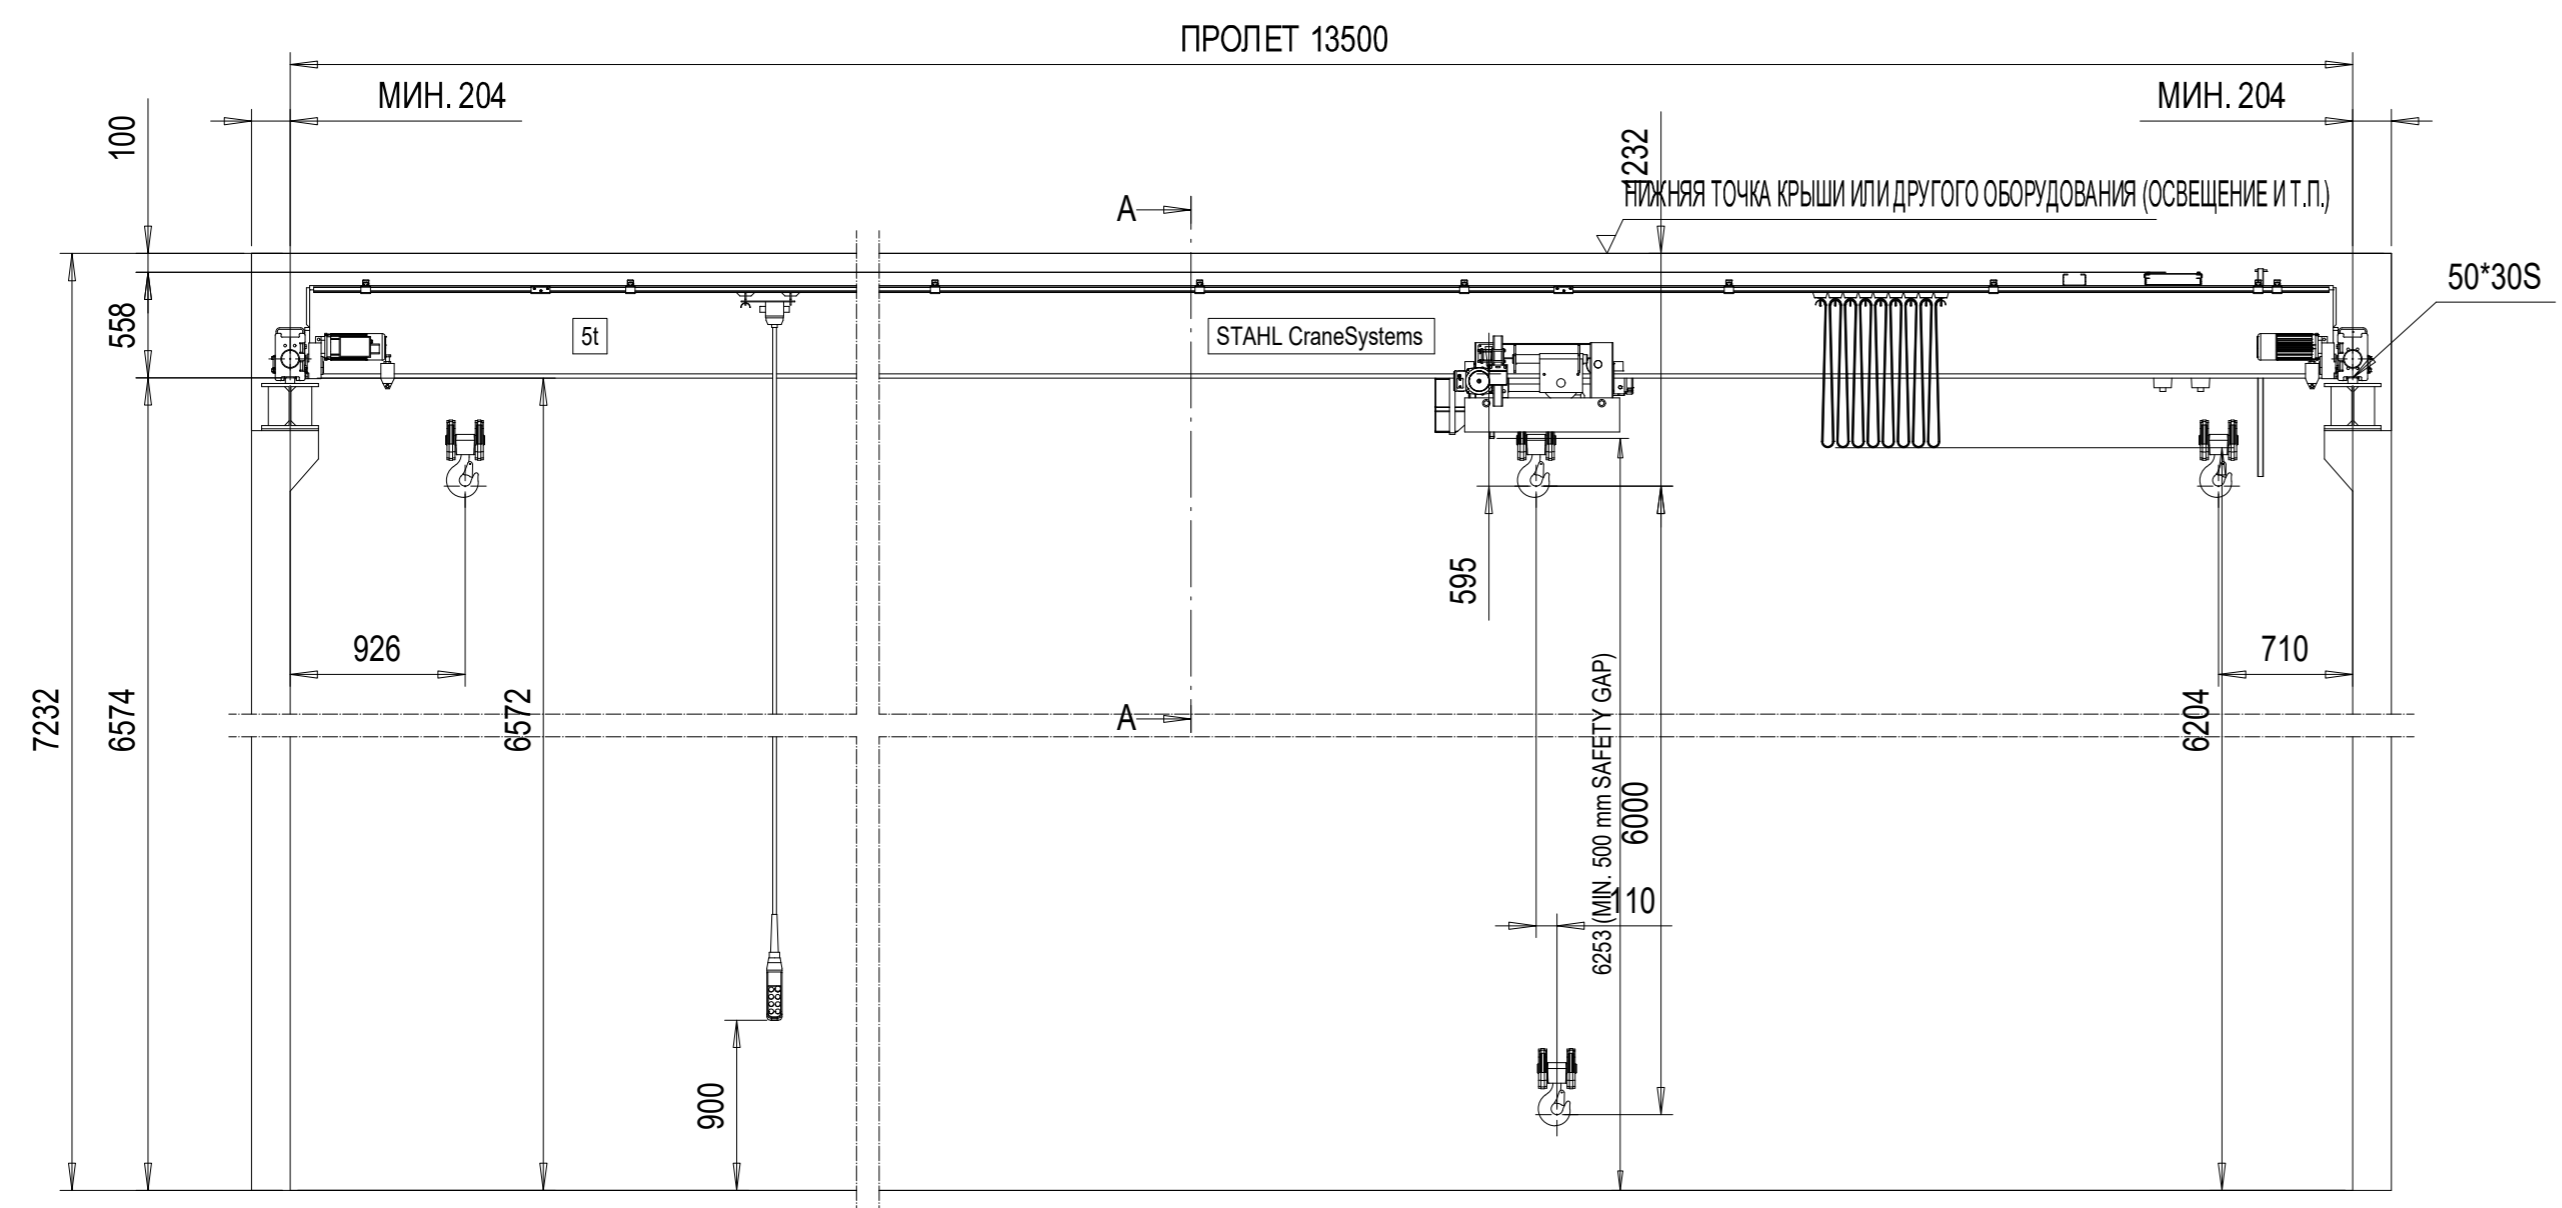 ПРОЛЕТ 13500
МИН. 204
МИН. 204
100
1232
НИЖНЯЯ ТОЧКА КРЫШИ ИЛИ ДРУГОГО ОБОРУДОВАНИЯ (ОСВЕЩЕНИЕ И Т.П.)
A
50*30S
558
5t
STAHL CraneSystems
595
926
710
7232
6574
6572
A
6253 (MIN. 500 mm SAFETY GAP)
6000
6204
110
900